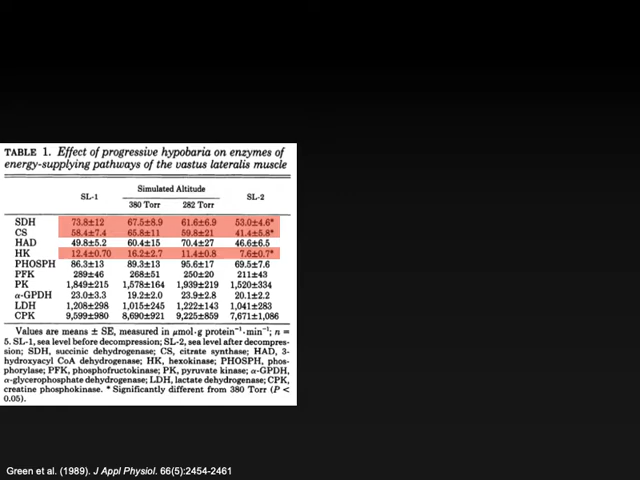 TABLE 1. Effect of progressive hypobaria on enzymes of
energy-supplying pathways of the vastus lateralis muscle
SL-1 Simulated Altitude SL-2
380 Torr 282 Torr
SDH 73.8±12 67.5±8.9 61.6±6.9 53.0±4.6*
CS 58.4±7.4 65.8±11 59.8±21 41.4±5.8*
HAD 49.8±5.2 60.4±15 70.4±27 46.6±6.5
HK 12.4±0.70 16.2±2.7 11.4±0.8 7.6±0.7*
PHOSPH 86.3±13 89.3±13 95.6±17 69.5±7.6
PFK 289±46 268±51 250±20 211±43
PK 1,849±215 1,578±164 1,939±219 1,520±334
α-GPDH 23.0±3.3 19.2±2.0 23.9±2.8 20.1±2.2
LDH 1,208±298 1,015±245 1,222±143 1,082±231
CPK 9,599±980 8,690±921 9,225±859 7,671±1,086
Values are means ± SE, measured in μmol·g protein⁻¹·min⁻¹; n =
5. SL-1, sea level before decompression; SL-2, sea level after decompres-
sion; SDH, succinic dehydrogenase; CS, citrate synthase; HAD, 3-
hydroxyacyl CoA dehydrogenase; HK, hexokinase; PHOSPH, phos-
phorylase; PFK, phosphofructokinase; PK, pyruvate kinase; α-GPDH,
α-glycerophosphate dehydrogenase; LDH, lactate dehydrogenase; CPK,
creatine phosphokinase. * Significantly different from 380 Torr (P <
0.05).
Green et al. (1989). J Appl Physiol. 66(5):2454-2461